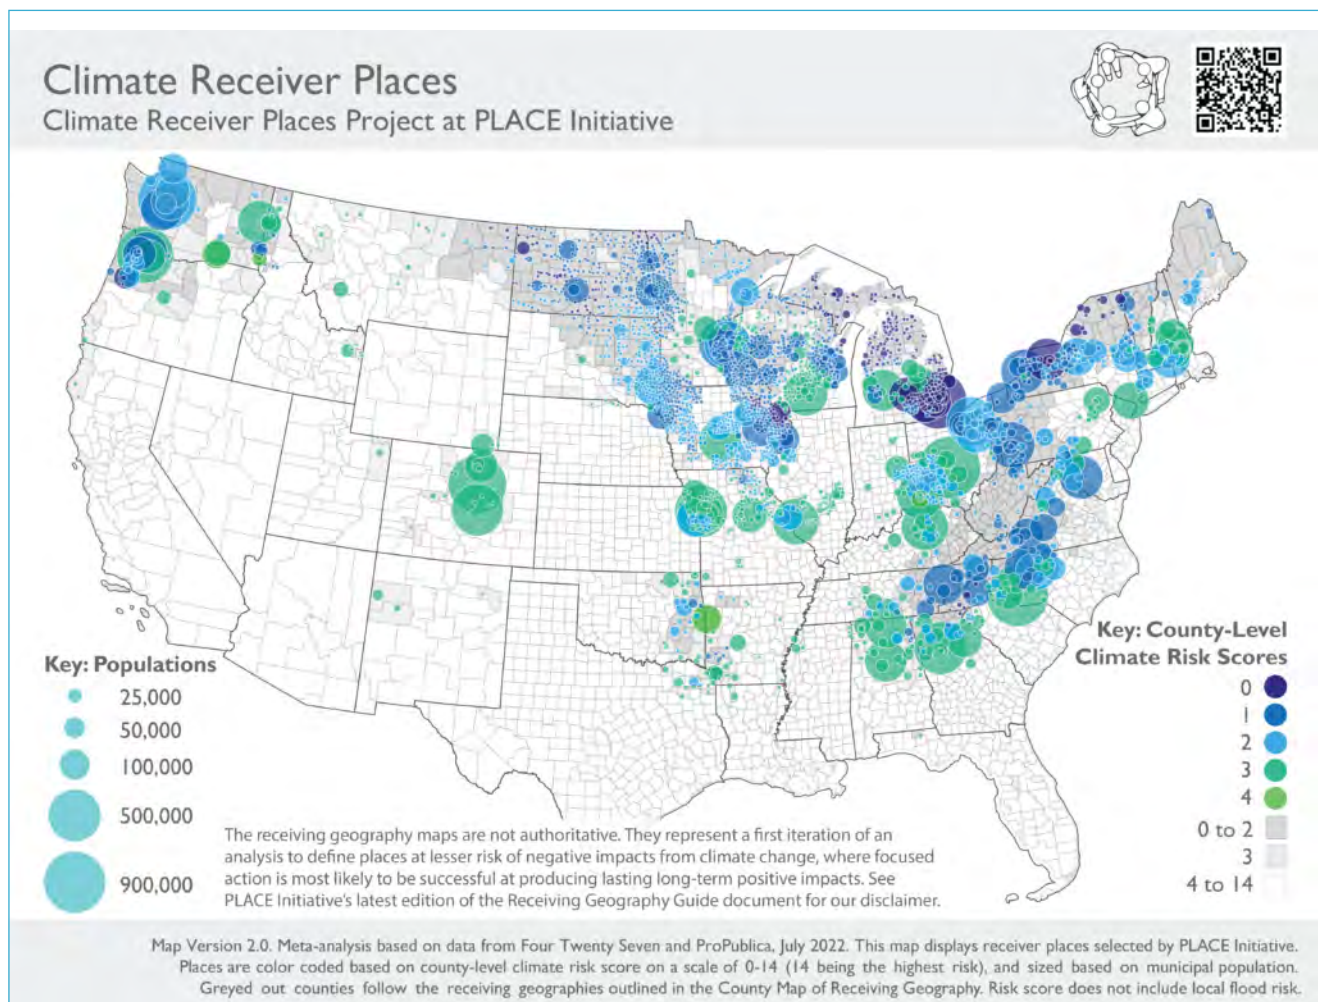 Climate Receiver Places
Climate Receiver Places Project at PLACE Initiative
Key: Populations
25,000
50,000
100,000
500,000
900,000
The receiving geography maps are not authoritative. They represent a first iteration of an
analysis to define places at lesser risk of negative impacts from climate change, where focused
action is most likely to be successful at producing lasting long-term positive impacts. See
PLACE Initiative's latest edition of the Receiving Geography Guide document for our disclaimer.
Key: County-Level
Climate Risk Scores
0
1
2
3
4
0 to 2
3
4 to 14
Map Version 2.0. Meta-analysis based on data from Four Twenty Seven and ProPublica, July 2022. This map displays receiver places selected by PLACE Initiative.
Places are color coded based on county-level climate risk score on a scale of 0-14 (14 being the highest risk), and sized based on municipal population.
Greyed out counties follow the receiving geographies outlined in the County Map of Receiving Geography. Risk score does not include local flood risk.